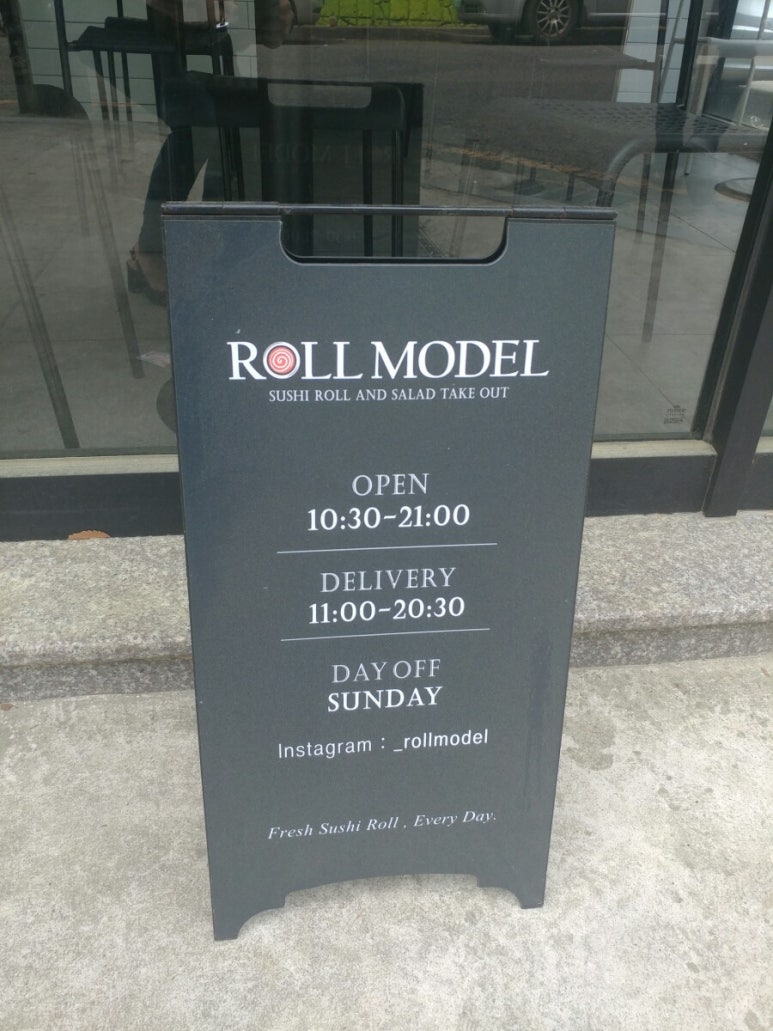 ROLL MODEL
SUSHI ROLL AND SALAD TAKE OUT
OPEN
10:30~21:00
DELIVERY
11:00~20:30
DAY OFF
SUNDAY
Instagram : _rollmodel
Fresh Sushi Roll , Every Day.